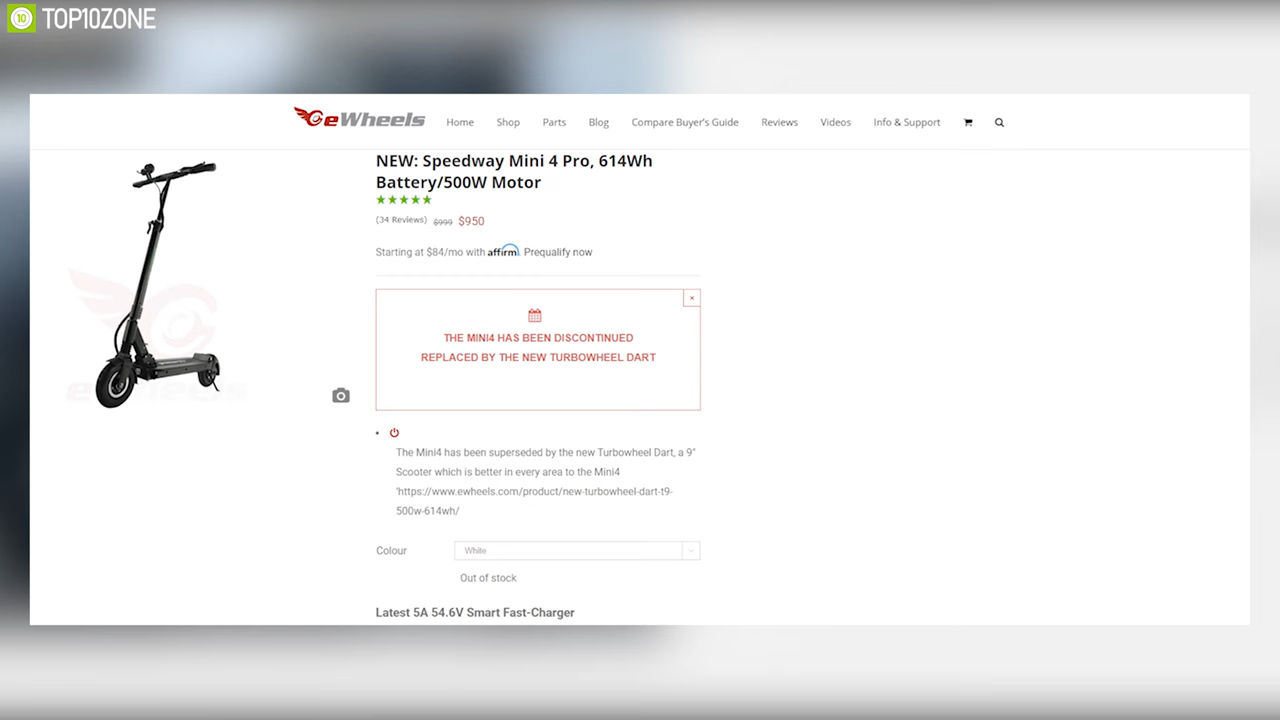 10 TOP10ZONE
eWheels
Home Shop Parts Blog Compare Buyer's Guide Reviews Videos Info & Support
NEW: Speedway Mini 4 Pro, 614Wh
Battery/500W Motor
(34 Reviews) $999 $950
Starting at $84/mo with affirm. Prequalify now
×
THE MINI4 HAS BEEN DISCONTINUED
REPLACED BY THE NEW TURBOWHEEL DART
The Mini4 has been superseded by the new Turbowheel Dart, a 9"
Scooter which is better in every area to the Mini4
'https://www.ewheels.com/product/new-turbowheel-dart-t9-
500w-614wh/
Colour White
Out of stock
Latest 5A 54.6V Smart Fast-Charger